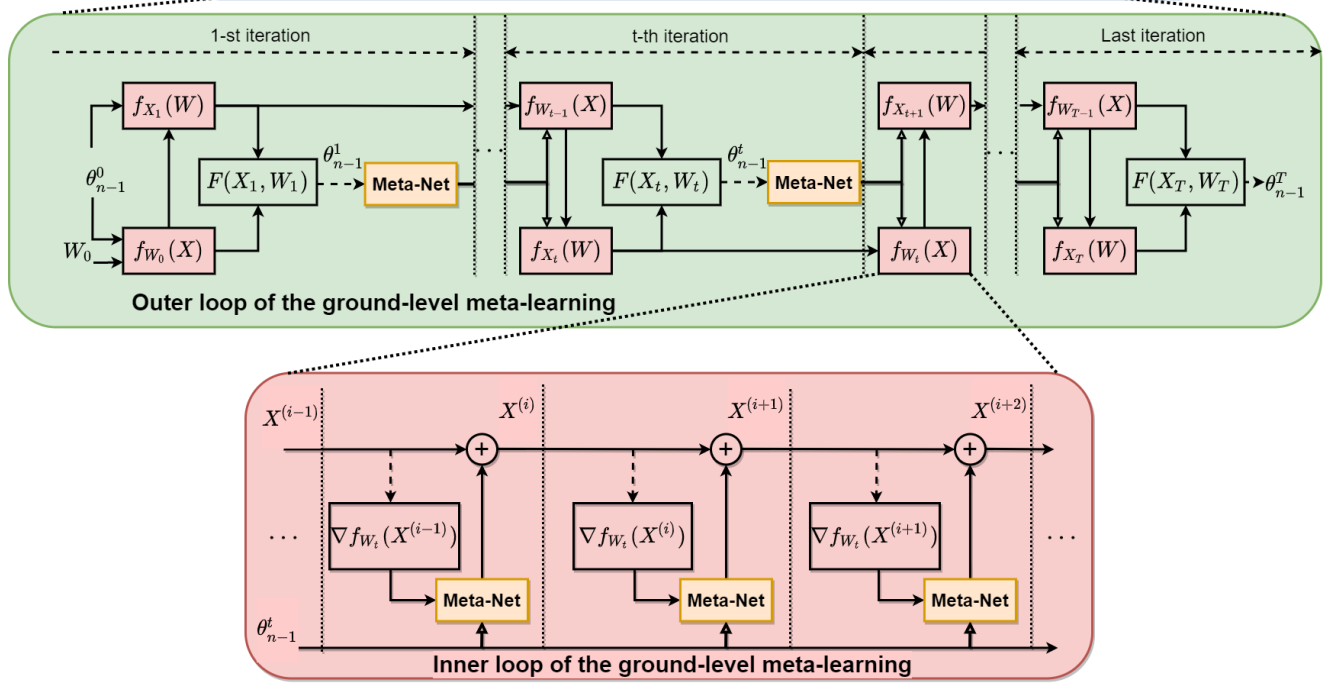 1-st iteration
t-th iteration
Last iteration
f_{X_1}(W)
f_{W_{t-1}}(X)
f_{X_{t+1}}(W)
f_{W_{T-1}}(X)
θ^0_{n-1}
F(X_1, W_1)
θ^1_{n-1}
Meta-Net
...
F(X_t, W_t)
θ^t_{n-1}
Meta-Net
...
F(X_T, W_T)
θ^T_{n-1}
W_0
f_{W_0}(X)
f_{X_t}(W)
f_{W_t}(X)
f_{X_T}(W)
Outer loop of the ground-level meta-learning
X^{(i-1)}
X^{(i)}
X^{(i+1)}
X^{(i+2)}
+
+
+
...
∇f_{W_t}(X^{(i-1)})
∇f_{W_t}(X^{(i)})
∇f_{W_t}(X^{(i+1)})
...
Meta-Net
Meta-Net
Meta-Net
θ^t_{n-1}
Inner loop of the ground-level meta-learning